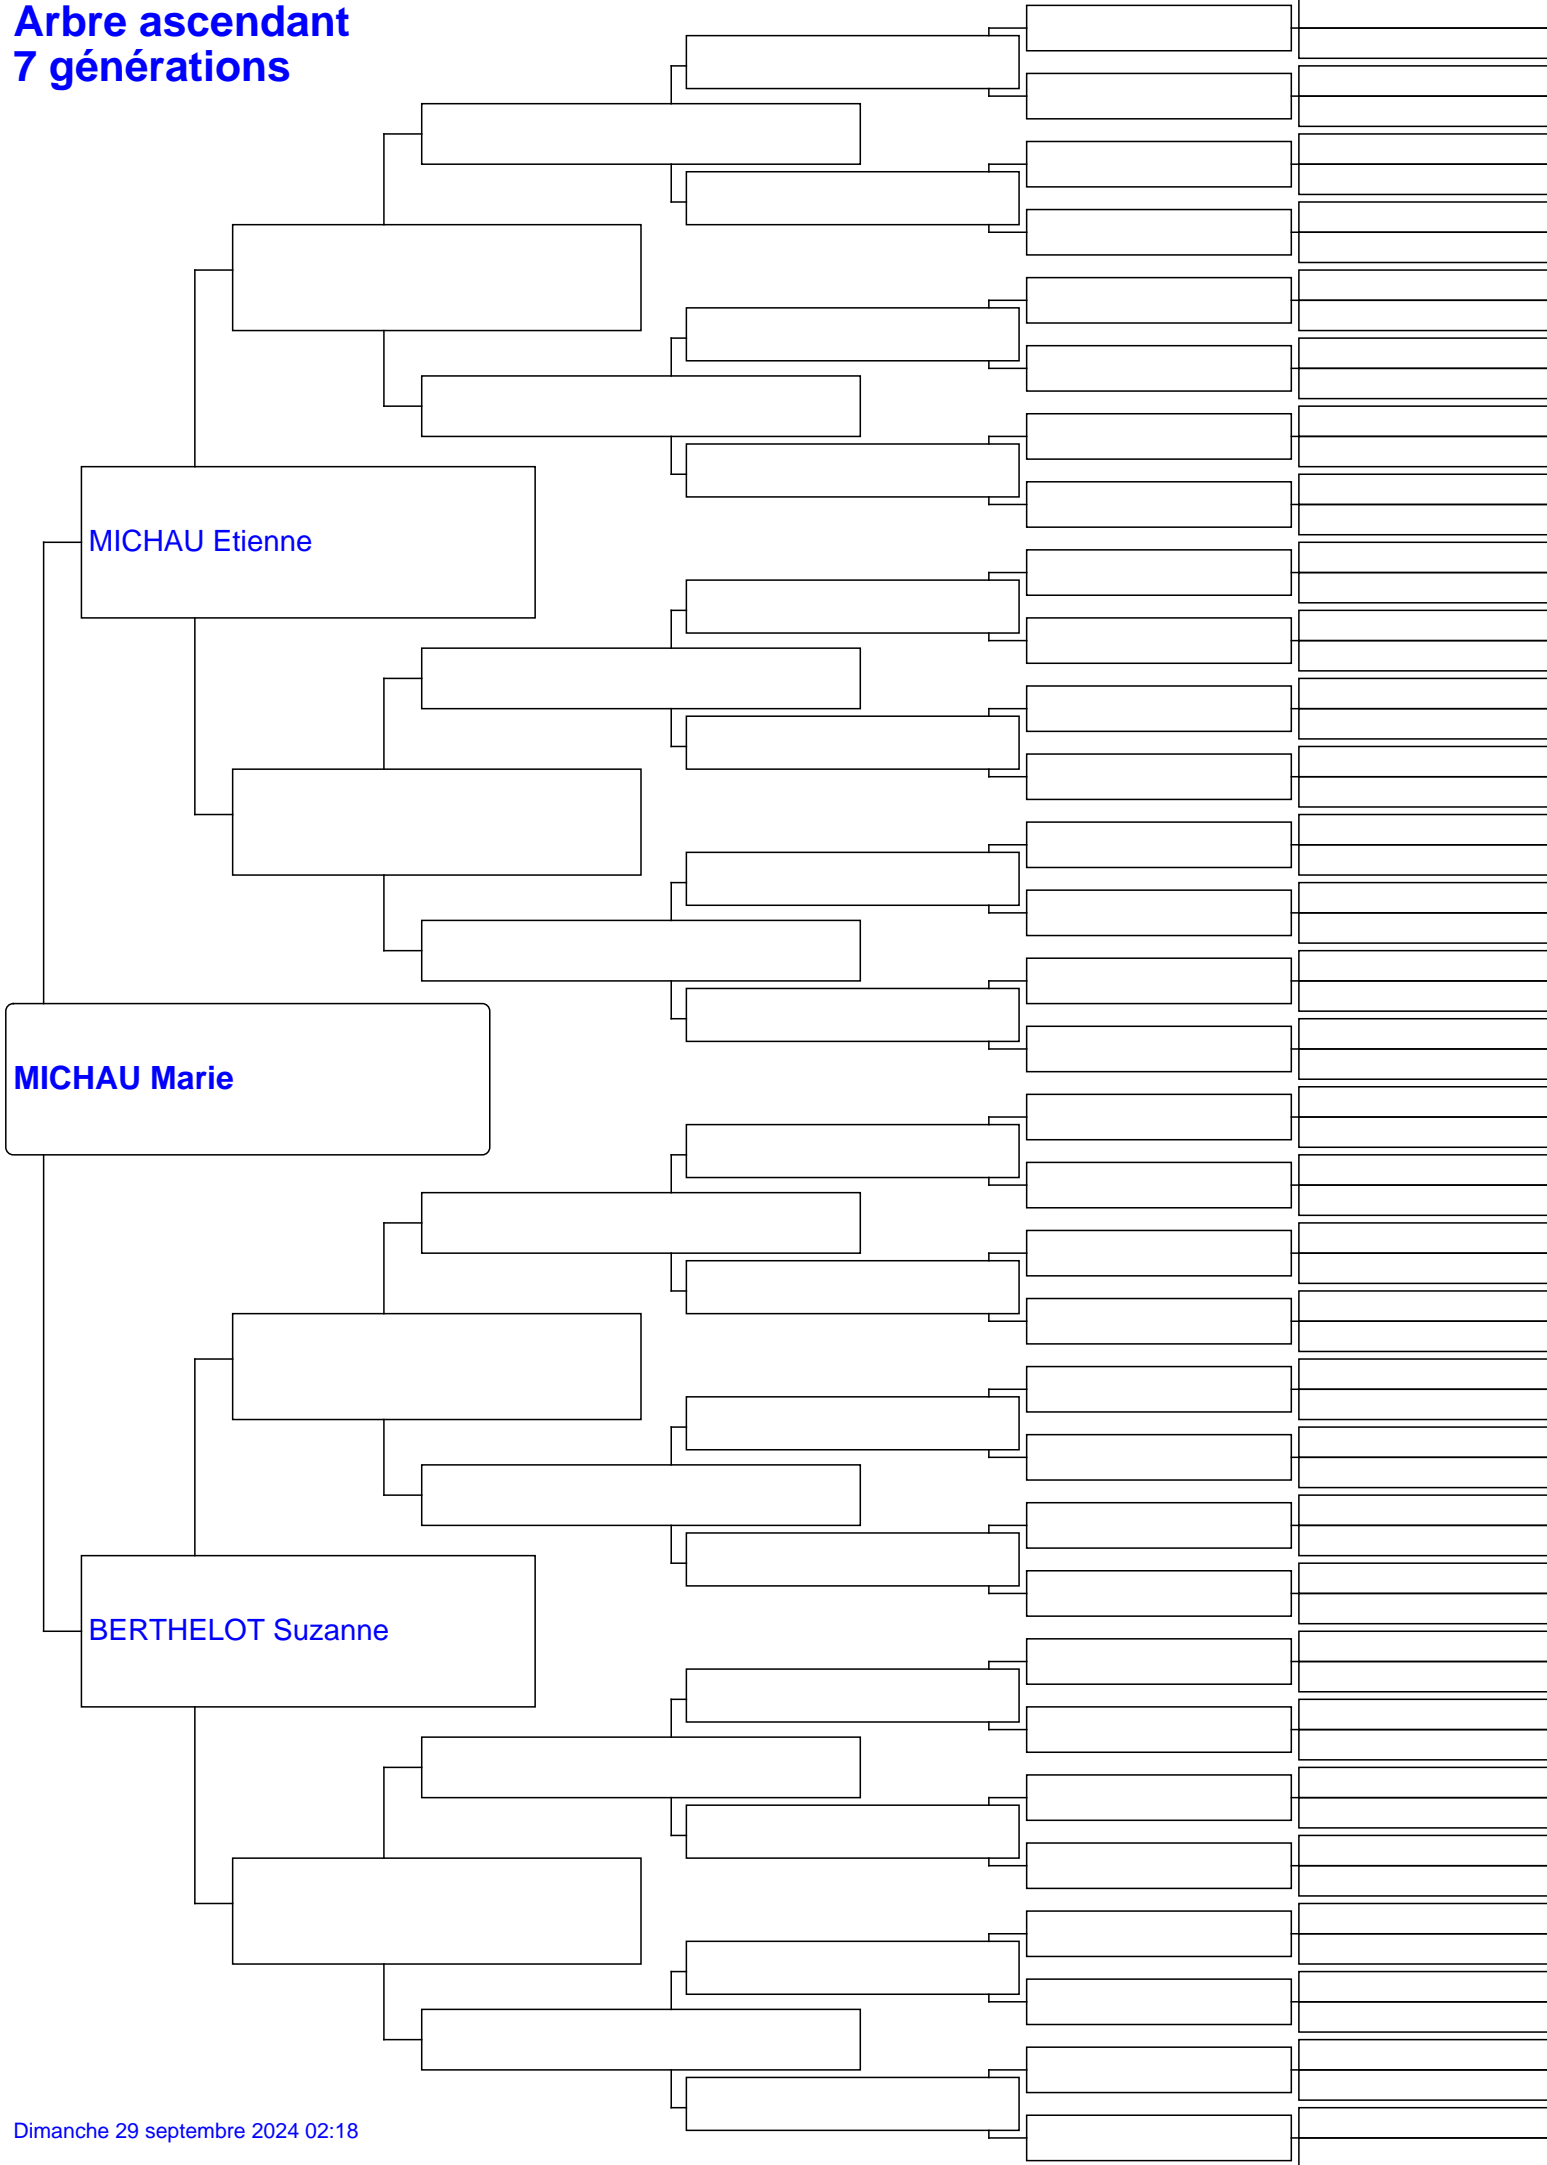 Arbre ascendant
7 générations
MICHAU Etienne
MICHAU Marie
BERTHELOT Suzanne
Dimanche 29 septembre 2024 02:18